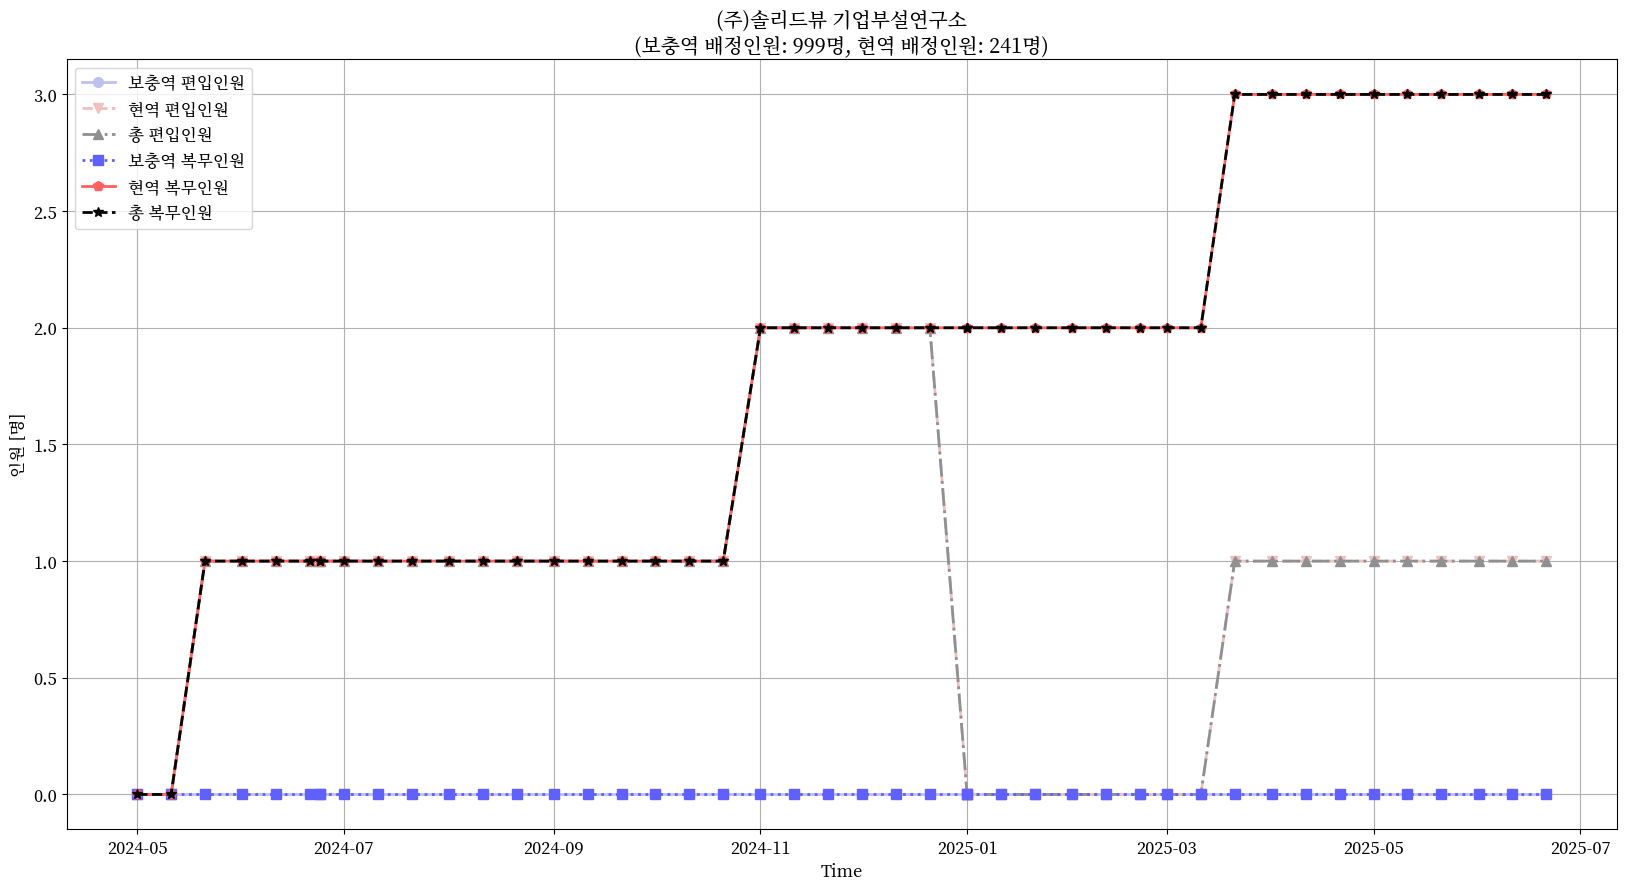 (주)솔리드뷰 기업부설연구소
(보충역 배정인원: 999명, 현역 배정인원: 241명)
보충역 편입인원
현역 편입인원
총 편입인원
보충역 복무인원
현역 복무인원
총 복무인원
3.0
2.5
2.0
1.5
1.0
0.5
0.0
인원 [명]
2024-05
2024-07
2024-09
2024-11
2025-01
2025-03
2025-05
2025-07
Time